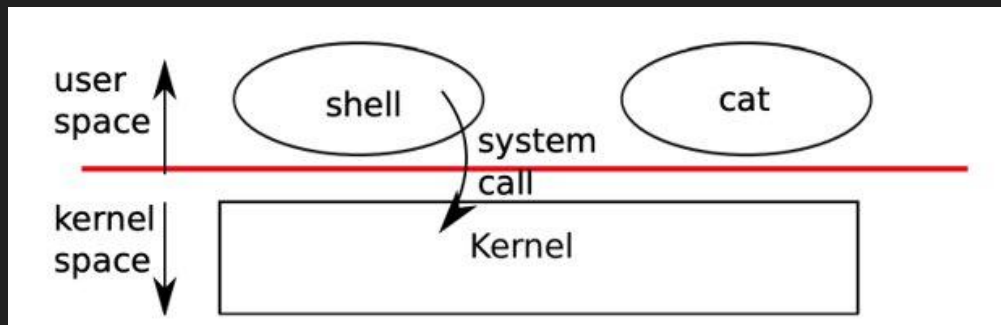 user
space
shell
cat
system
call
kernel
space
Kernel